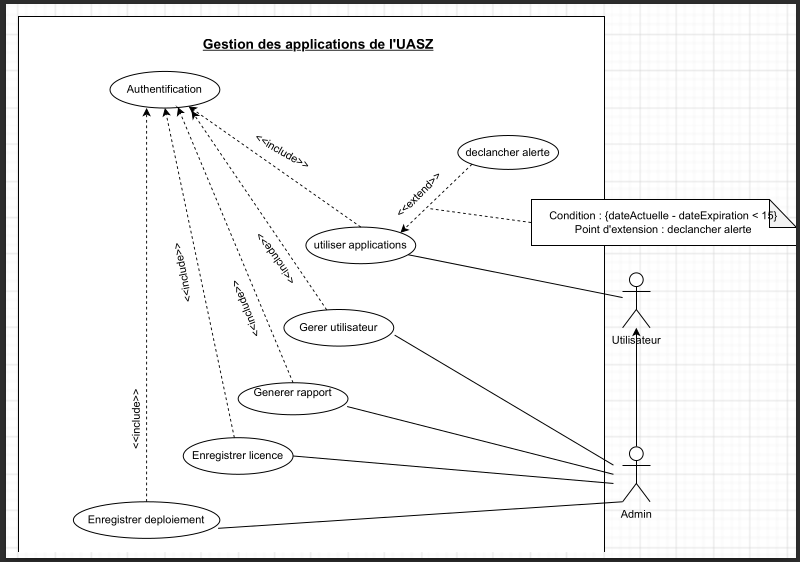 Gestion des applications de l'UASZ
Authentification
<<include>>
declancher alerte
<<extend>>
Condition : {dateActuelle - dateExpiration < 15}
Point d'extension : declancher alerte
utiliser applications
<<include>>
<<include>>
<<include>>
Gerer utilisateur
Utilisateur
Generer rapport
<<include>>
Enregistrer licence
Admin
Enregistrer deploiement